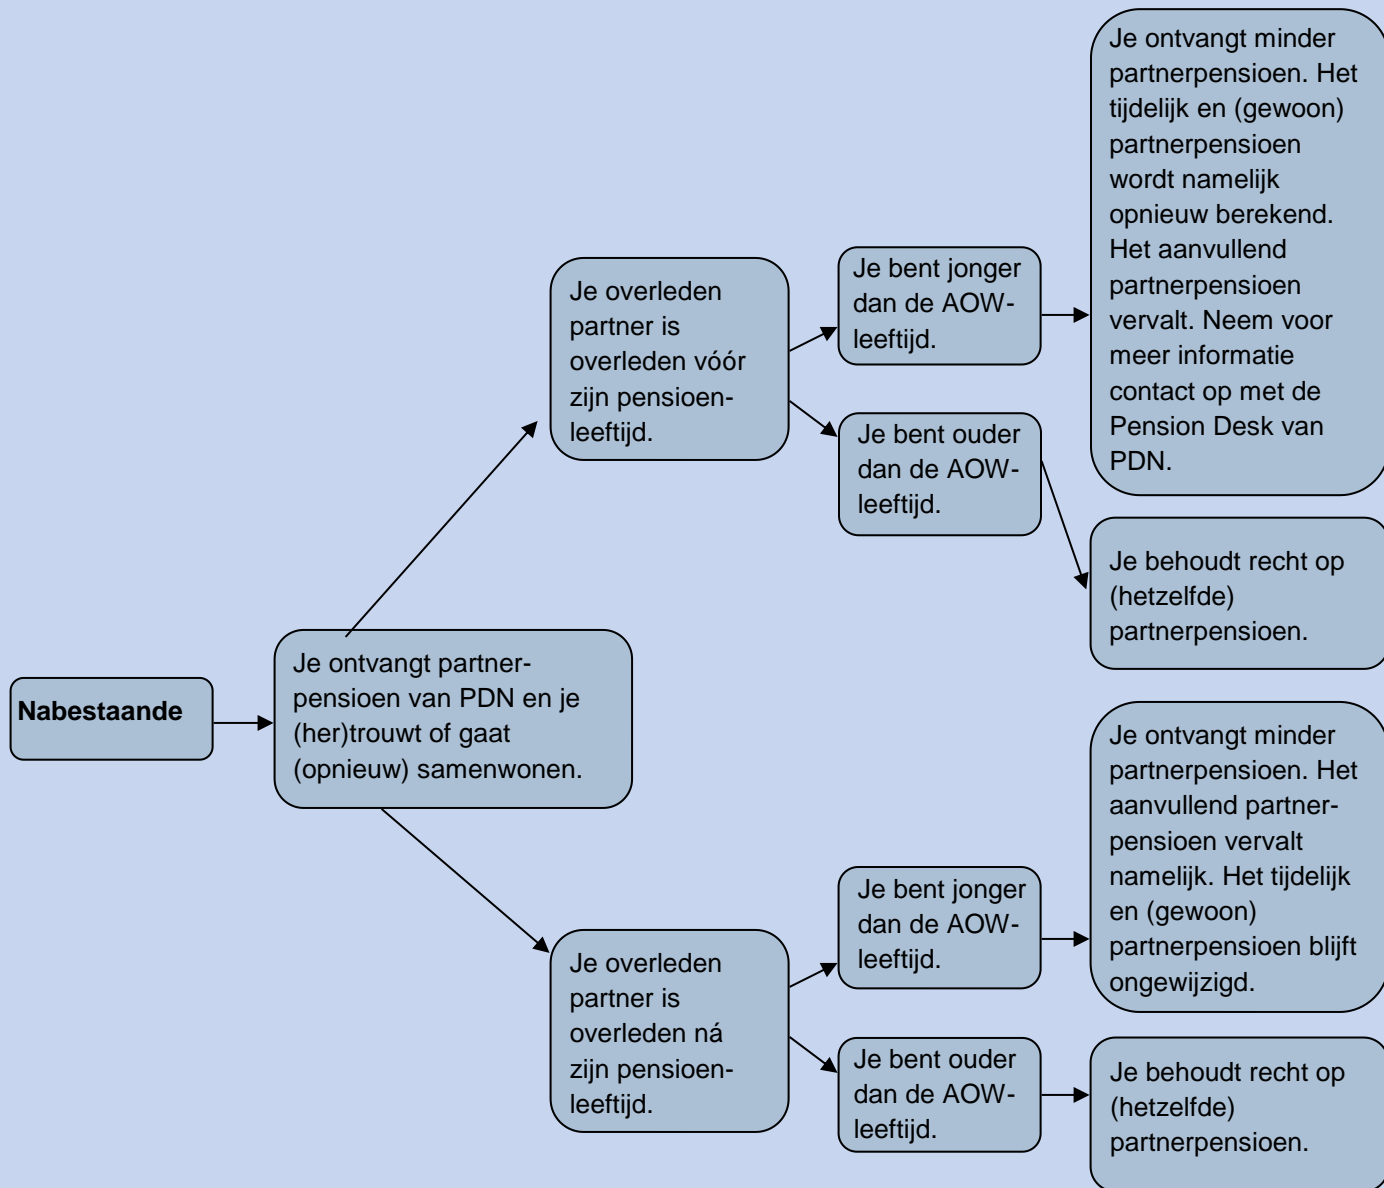 Nabestaande
Je ontvangt partner-
pensioen van PDN en je
(her)trouwt of gaat
(opnieuw) samenwonen.
Je overleden
partner is
overleden vóór
zijn pensioen-
leeftijd.
Je bent jonger
dan de AOW-
leeftijd.
Je ontvangt minder
partnerpensioen. Het
tijdelijk en (gewoon)
partnerpensioen
wordt namelijk
opnieuw berekend.
Het aanvullend
partnerpensioen
vervalt. Neem voor
meer informatie
contact op met de
Pension Desk van
PDN.
Je bent ouder
dan de AOW-
leeftijd.
Je behoudt recht op
(hetzelfde)
partnerpensioen.
Je overleden
partner is
overleden ná
zijn pensioen-
leeftijd.
Je bent jonger
dan de AOW-
leeftijd.
Je ontvangt minder
partnerpensioen. Het
aanvullend partner-
pensioen vervalt
namelijk. Het tijdelijk
en (gewoon)
partnerpensioen blijft
ongewijzigd.
Je bent ouder
dan de AOW-
leeftijd.
Je behoudt recht op
(hetzelfde)
partnerpensioen.